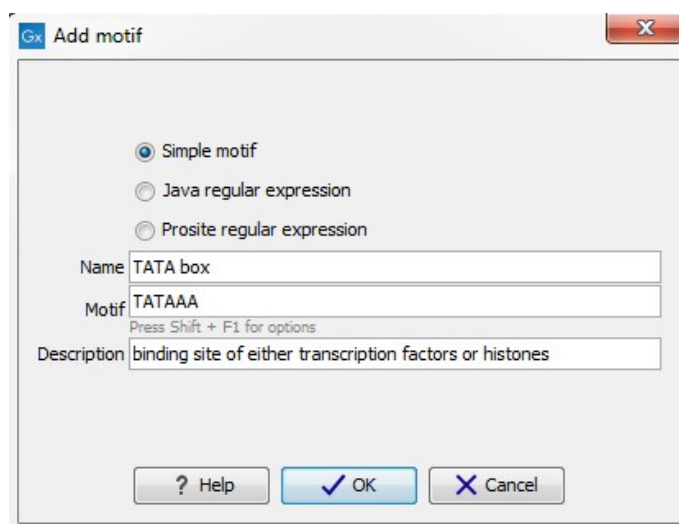 Gx Add motif
X
Simple motif
Java regular expression
Prosite regular expression
Name TATA box
Motif TATAAA
Press Shift + F1 for options
Description binding site of either transcription factors or histones
? Help OK Cancel